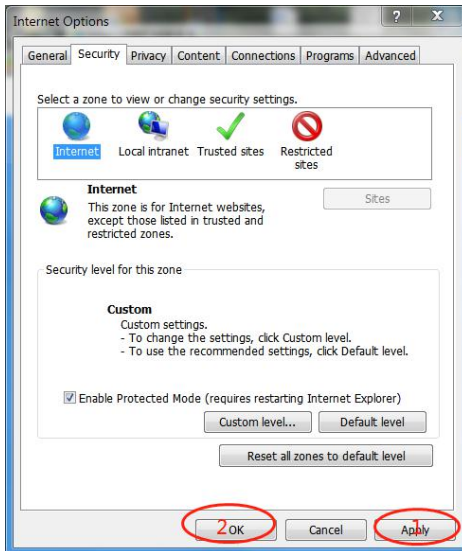 Internet Options
? X
General Security Privacy Content Connections Programs Advanced
Select a zone to view or change security settings.
Internet Local intranet Trusted sites Restricted
sites
Internet
Sites
This zone is for Internet websites,
except those listed in trusted and
restricted zones.
Security level for this zone
Custom
Custom settings.
- To change the settings, click Custom level.
- To use the recommended settings, click Default level.
Enable Protected Mode (requires restarting Internet Explorer)
Custom level... Default level
Reset all zones to default level
2 OK Cancel Apply 1